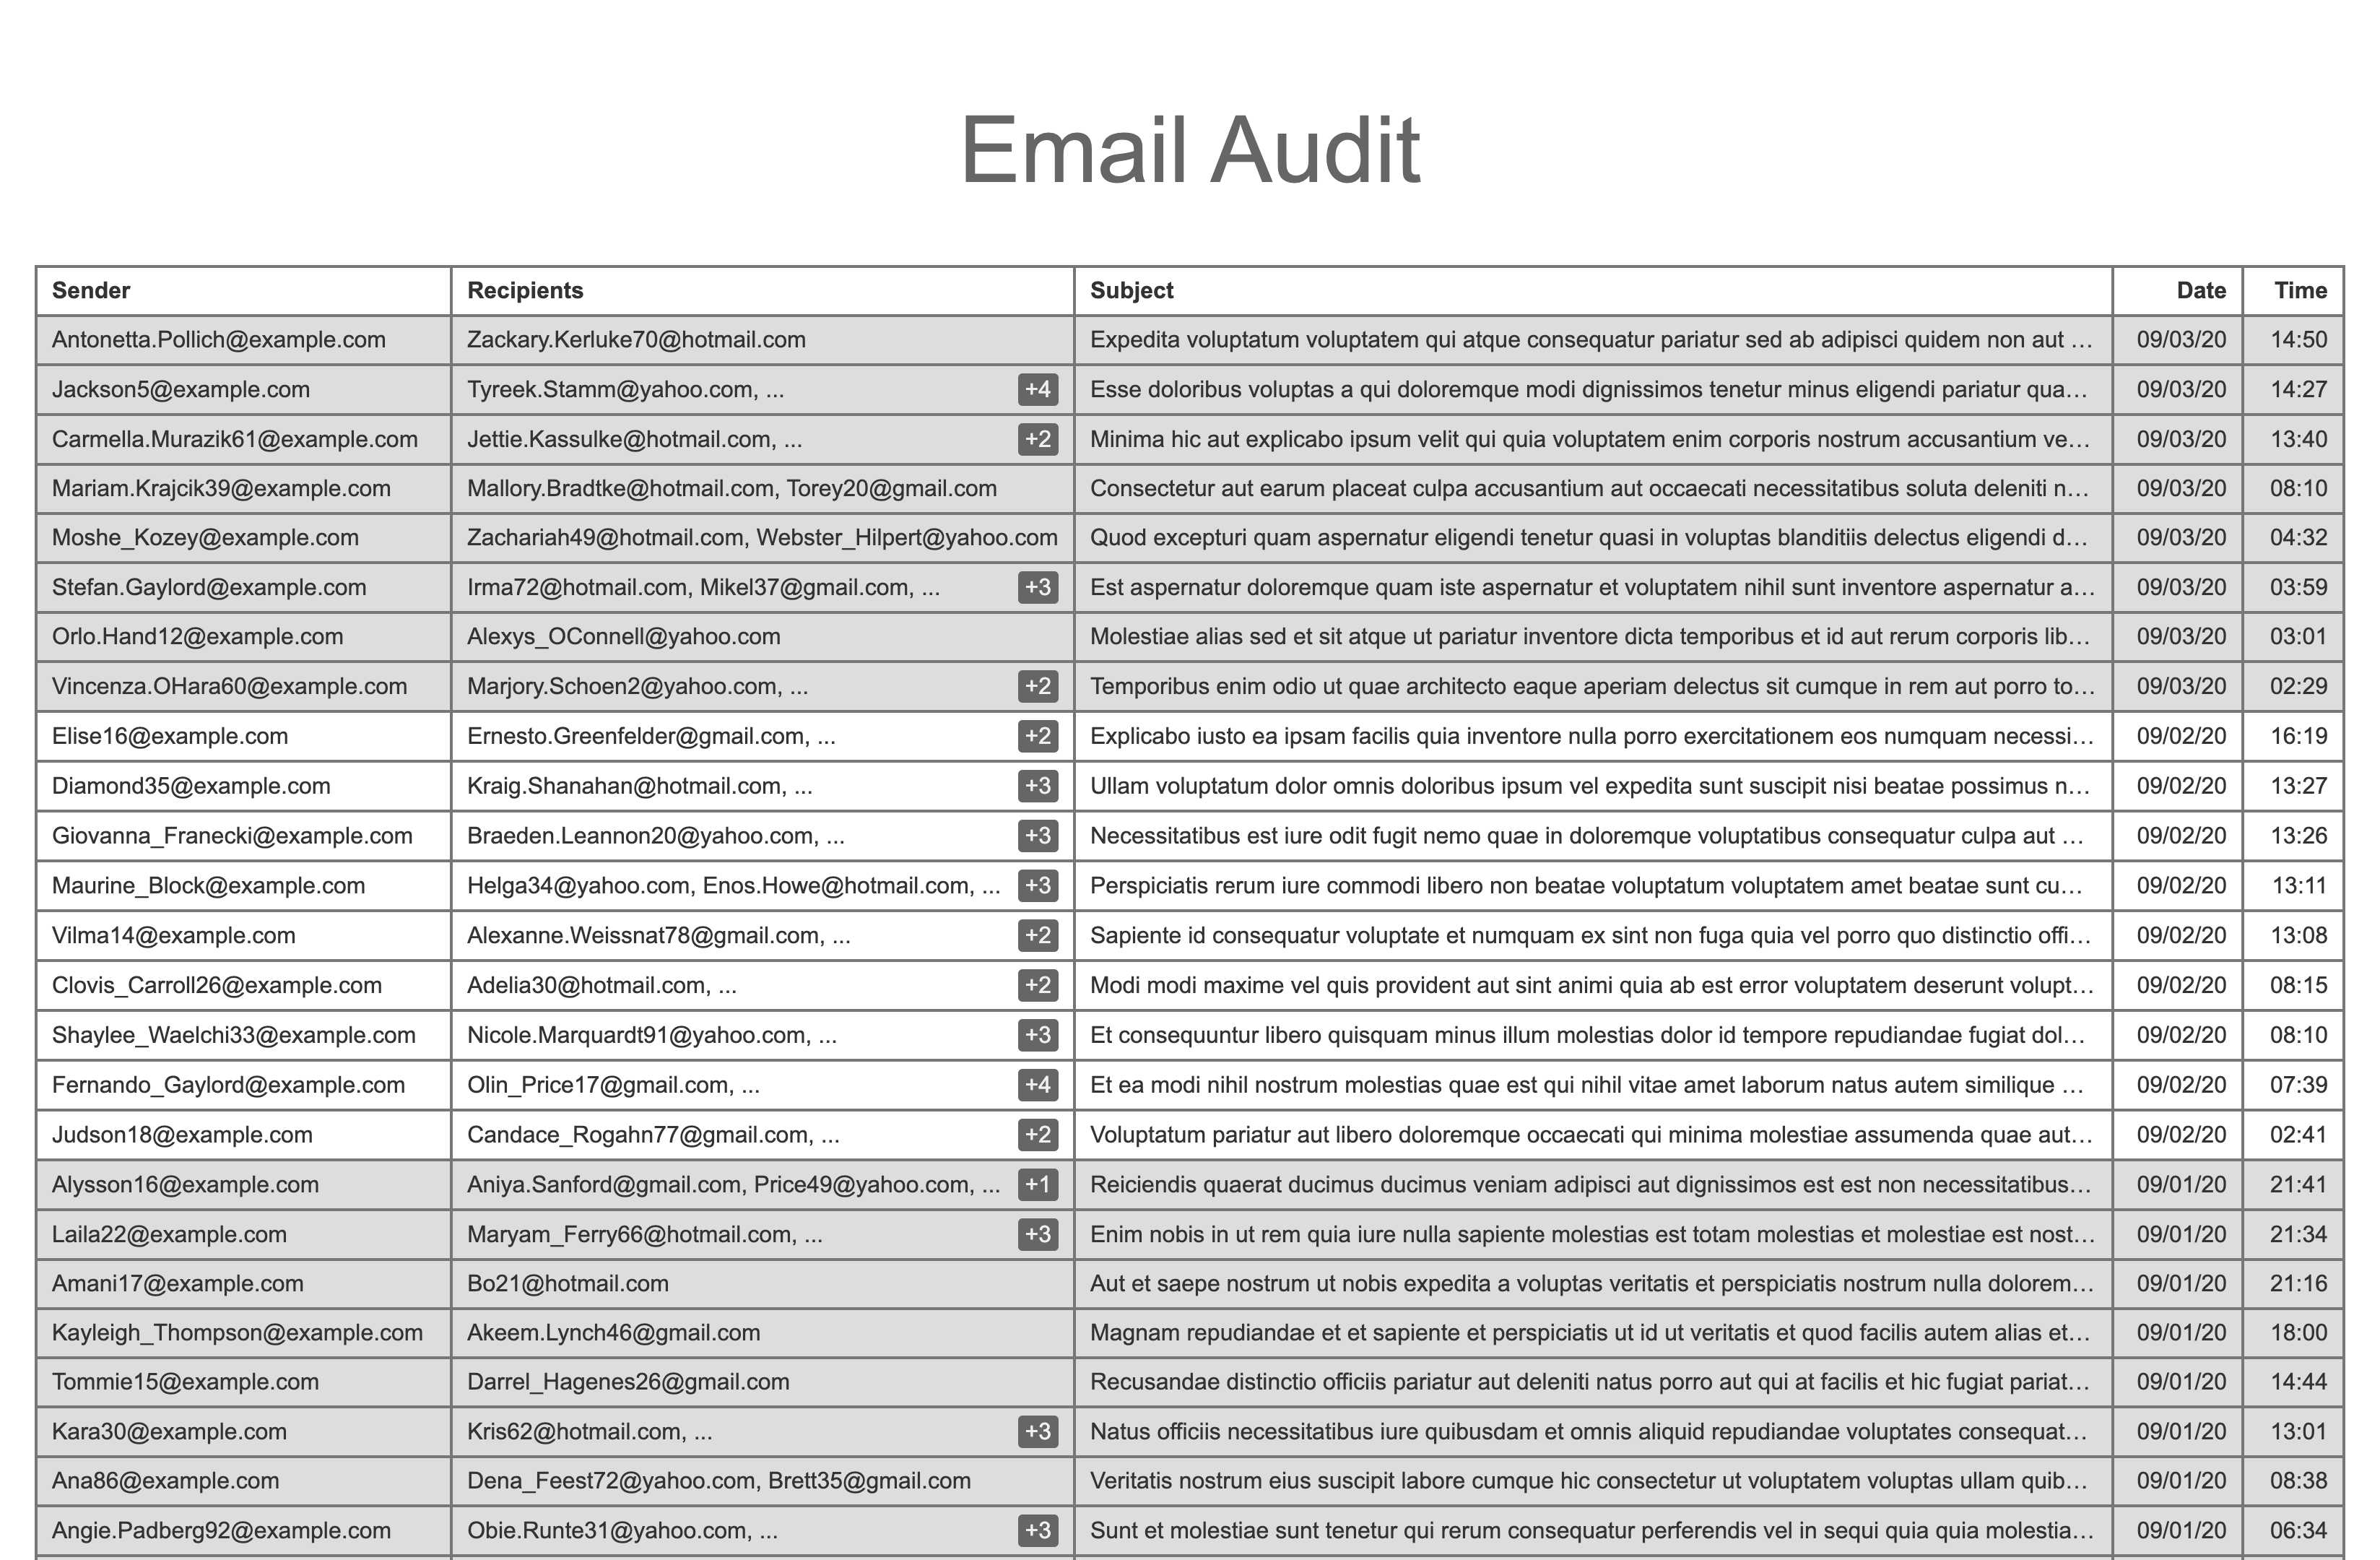 Email Audit
Sender Recipients Subject Date Time
Antonetta.Pollich@example.com Zackary.Kerluke70@hotmail.com Expedita voluptatum voluptatem qui atque consequatur pariatur sed ab adipisci quidem non aut … 09/03/20 14:50
Jackson5@example.com Tyreek.Stamm@yahoo.com, ... +4 Esse doloribus voluptas a qui doloremque modi dignissimos tenetur minus eligendi pariatur qua… 09/03/20 14:27
Carmella.Murazik61@example.com Jettie.Kassulke@hotmail.com, ... +2 Minima hic aut explicabo ipsum velit qui quia voluptatem enim corporis nostrum accusantium ve… 09/03/20 13:40
Mariam.Krajcik39@example.com Mallory.Bradtke@hotmail.com, Torey20@gmail.com Consectetur aut earum placeat culpa accusantium aut occaecati necessitatibus soluta deleniti n… 09/03/20 08:10
Moshe_Kozey@example.com Zachariah49@hotmail.com, Webster_Hilpert@yahoo.com Quod excepturi quam aspernatur eligendi tenetur quasi in voluptas blanditiis delectus eligendi d… 09/03/20 04:32
Stefan.Gaylord@example.com Irma72@hotmail.com, Mikel37@gmail.com, ... +3 Est aspernatur doloremque quam iste aspernatur et voluptatem nihil sunt inventore aspernatur a… 09/03/20 03:59
Orlo.Hand12@example.com Alexys_OConnell@yahoo.com Molestiae alias sed et sit atque ut pariatur inventore dicta temporibus et id aut rerum corporis lib… 09/03/20 03:01
Vincenza.OHara60@example.com Marjory.Schoen2@yahoo.com, ... +2 Temporibus enim odio ut quae architecto eaque aperiam delectus sit cumque in rem aut porro to… 09/03/20 02:29
Elise16@example.com Ernesto.Greenfelder@gmail.com, ... +2 Explicabo iusto ea ipsam facilis quia inventore nulla porro exercitationem eos numquam necessi… 09/02/20 16:19
Diamond35@example.com Kraig.Shanahan@hotmail.com, ... +3 Ullam voluptatum dolor omnis doloribus ipsum vel expedita sunt suscipit nisi beatae possimus n… 09/02/20 13:27
Giovanna_Franecki@example.com Braeden.Leannon20@yahoo.com, ... +3 Necessitatibus est iure odit fugit nemo quae in doloremque voluptatibus consequatur culpa aut … 09/02/20 13:26
Maurine_Block@example.com Helga34@yahoo.com, Enos.Howe@hotmail.com, ... +3 Perspiciatis rerum iure commodi libero non beatae voluptatum voluptatem amet beatae sunt cu… 09/02/20 13:11
Vilma14@example.com Alexanne.Weissnat78@gmail.com, ... +2 Sapiente id consequatur voluptate et numquam ex sint non fuga quia vel porro quo distinctio offi… 09/02/20 13:08
Clovis_Carroll26@example.com Adelia30@hotmail.com, ... +2 Modi modi maxime vel quis provident aut sint animi quia ab est error voluptatem deserunt volupt… 09/02/20 08:15
Shaylee_Waelchi33@example.com Nicole.Marquardt91@yahoo.com, ... +3 Et consequuntur libero quisquam minus illum molestias dolor id tempore repudiandae fugiat dol… 09/02/20 08:10
Fernando_Gaylord@example.com Olin_Price17@gmail.com, ... +4 Et ea modi nihil nostrum molestias quae est qui nihil vitae amet laborum natus autem similique … 09/02/20 07:39
Judson18@example.com Candace_Rogahn77@gmail.com, ... +2 Voluptatum pariatur aut libero doloremque occaecati qui minima molestiae assumenda quae aut… 09/02/20 02:41
Alysson16@example.com Aniya.Sanford@gmail.com, Price49@yahoo.com, ... +1 Reiciendis quaerat ducimus ducimus veniam adipisci aut dignissimos est est non necessitatibus… 09/01/20 21:41
Laila22@example.com Maryam_Ferry66@hotmail.com, ... +3 Enim nobis in ut rem quia iure nulla sapiente molestias est totam molestias et molestiae est nost… 09/01/20 21:34
Amani17@example.com Bo21@hotmail.com Aut et saepe nostrum ut nobis expedita a voluptas veritatis et perspiciatis nostrum nulla dolorem… 09/01/20 21:16
Kayleigh_Thompson@example.com Akeem.Lynch46@gmail.com Magnam repudiandae et et sapiente et perspiciatis ut id ut veritatis et quod facilis autem alias et… 09/01/20 18:00
Tommie15@example.com Darrel_Hagenes26@gmail.com Recusandae distinctio officiis pariatur aut deleniti natus porro aut qui at facilis et hic fugiat pariat… 09/01/20 14:44
Kara30@example.com Kris62@hotmail.com, ... +3 Natus officiis necessitatibus iure quibusdam et omnis aliquid repudiandae voluptates consequat… 09/01/20 13:01
Ana86@example.com Dena_Feest72@yahoo.com, Brett35@gmail.com Veritatis nostrum eius suscipit labore cumque hic consectetur ut voluptatem voluptas ullam quib… 09/01/20 08:38
Angie.Padberg92@example.com Obie.Runte31@yahoo.com, ... +3 Sunt et molestiae sunt tenetur qui rerum consequatur perferendis vel in sequi quia quia molestia… 09/01/20 06:34